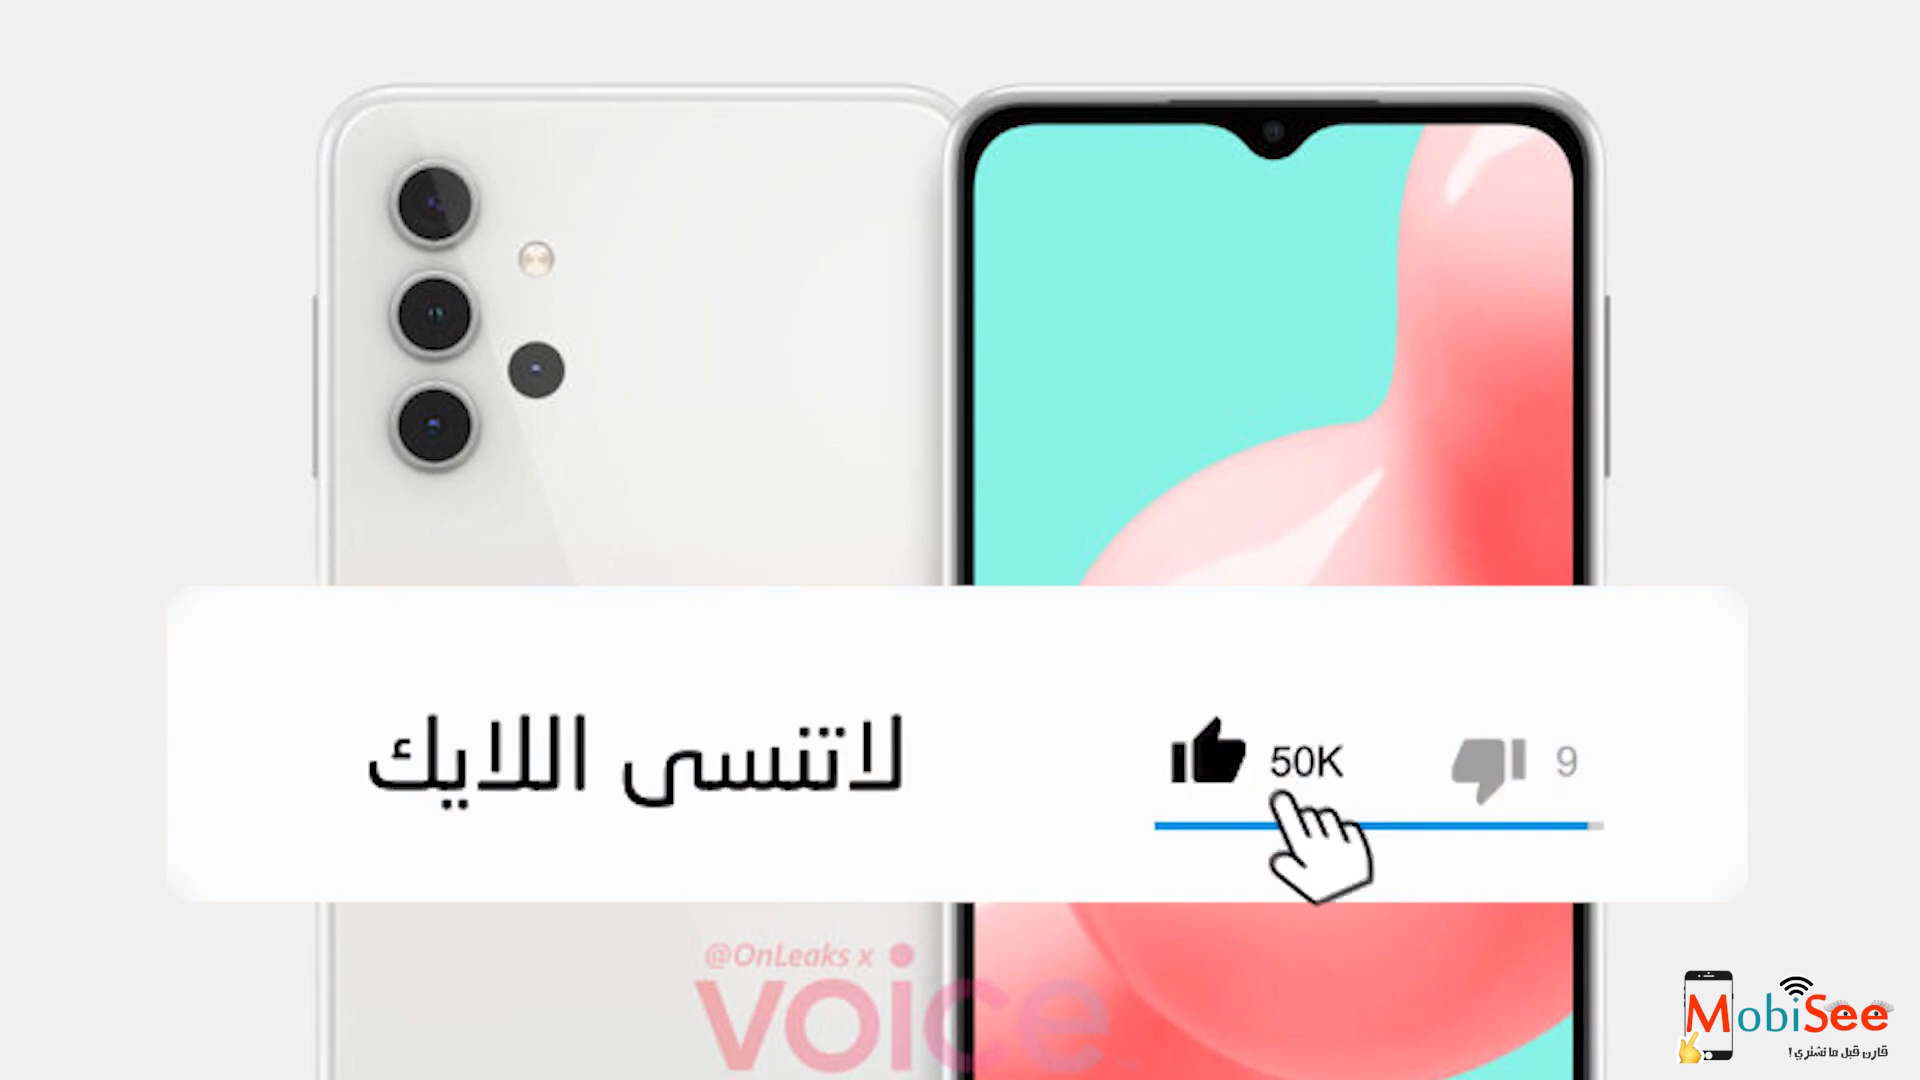 لاتنسى اللايك
50K
9
@OnLeaks x
voice
MobiSee
قارن قبل ما تشتري !